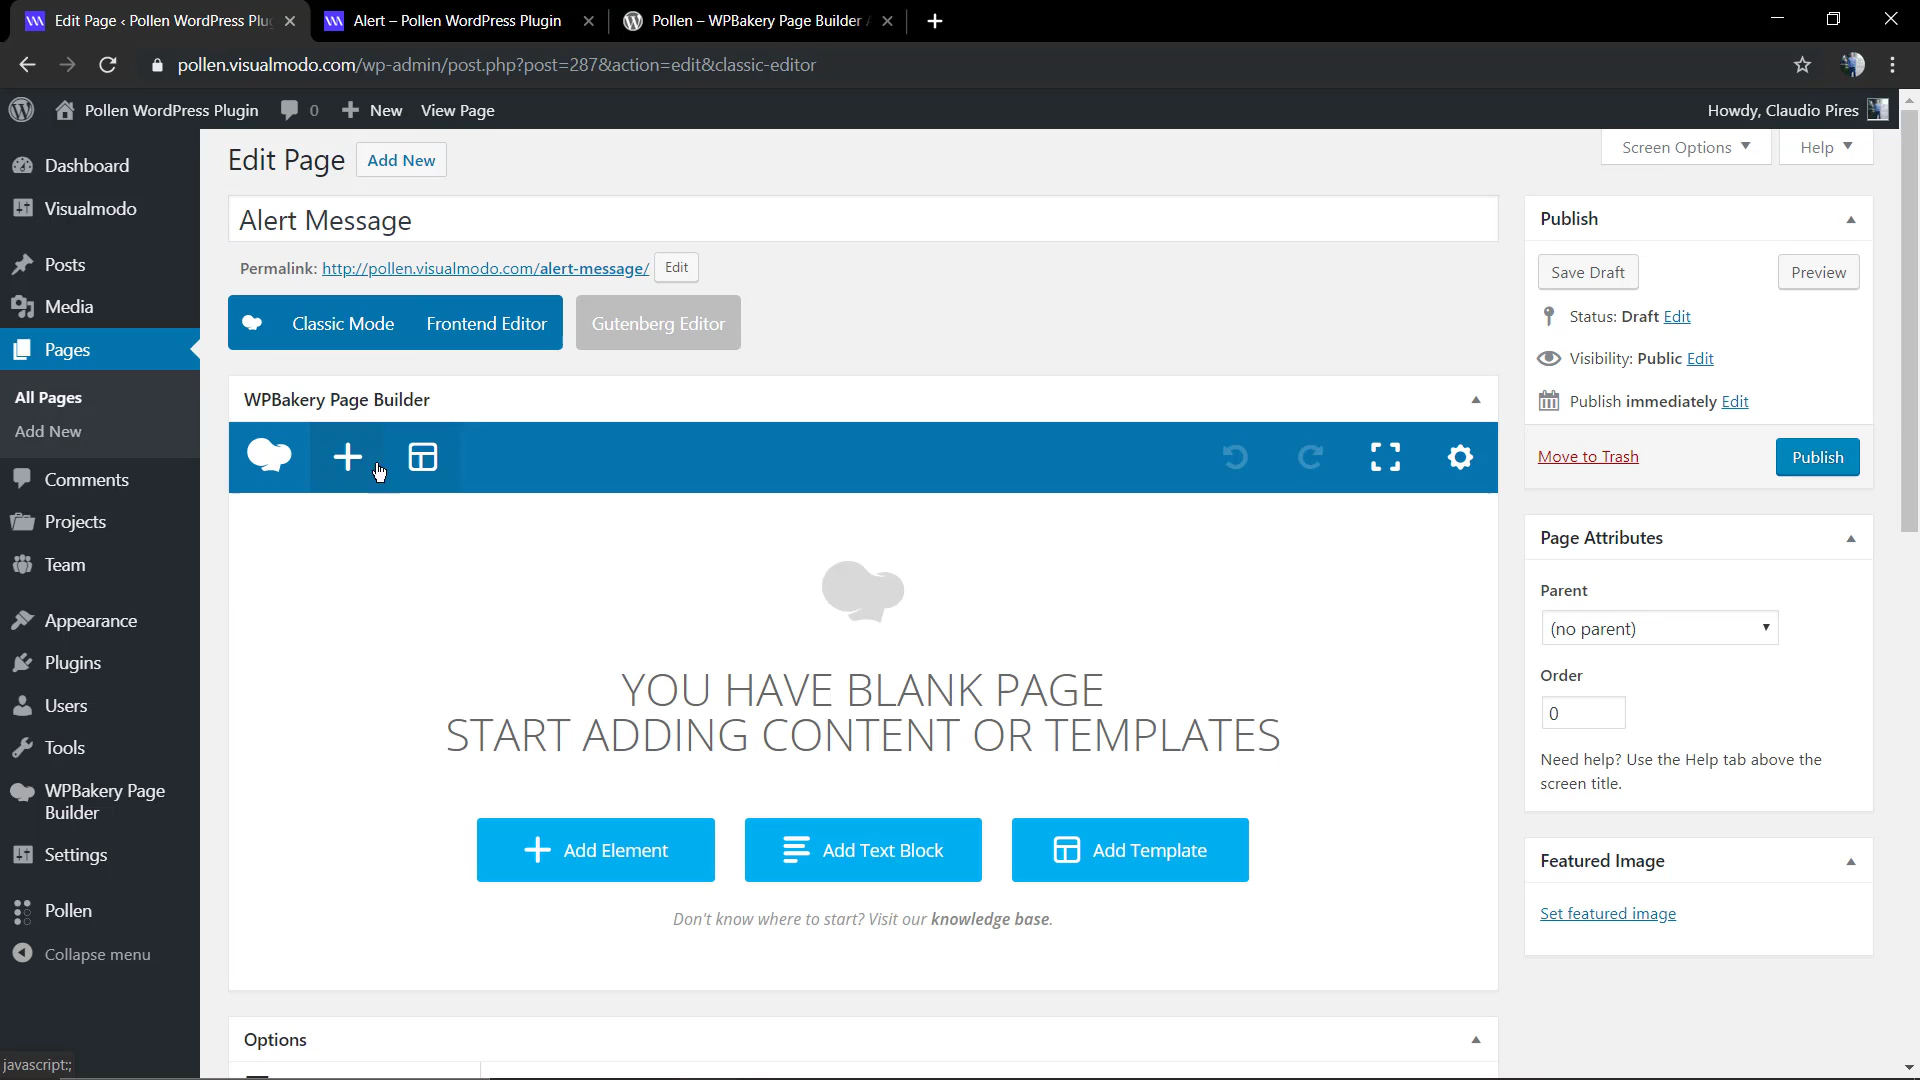 Edit Page ‹ Pollen WordPress Plu
Alert – Pollen WordPress Plugin
Pollen – WPBakery Page Builder
pollen.visualmodo.com/wp-admin/post.php?post=287&action=edit&classic-editor
Pollen WordPress Plugin
0
New
View Page
Howdy, Claudio Pires
Dashboard
Visualmodo
Posts
Media
Pages
All Pages
Add New
Comments
Projects
Team
Appearance
Plugins
Users
Tools
WPBakery Page
Builder
Settings
Pollen
Collapse menu
javascript:;
Edit Page
Add New
Screen Options
Help
Alert Message
Permalink: http://pollen.visualmodo.com/alert-message/ Edit
Classic Mode
Frontend Editor
Gutenberg Editor
WPBakery Page Builder
YOU HAVE BLANK PAGE
START ADDING CONTENT OR TEMPLATES
Add Element
Add Text Block
Add Template
Don't know where to start? Visit our knowledge base.
Options
Publish
Save Draft
Preview
Status: Draft Edit
Visibility: Public Edit
Publish immediately Edit
Move to Trash
Publish
Page Attributes
Parent
(no parent)
Order
0
Need help? Use the Help tab above the
screen title.
Featured Image
Set featured image